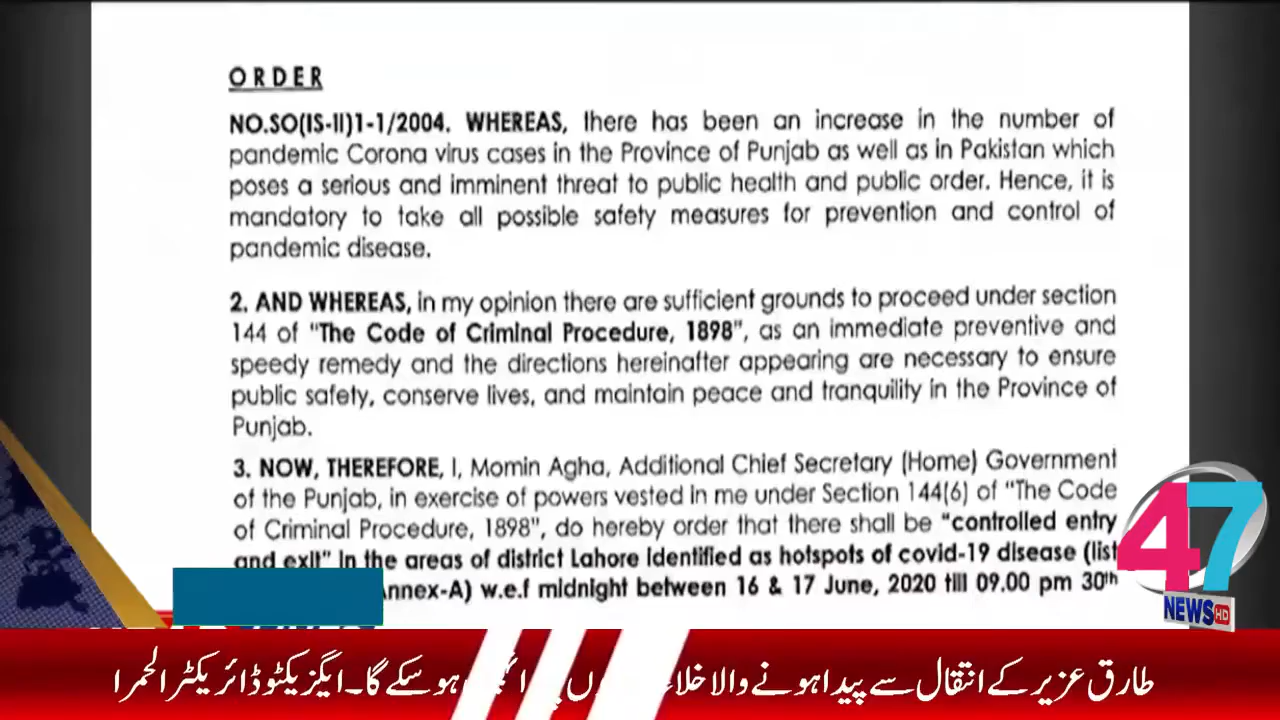 ORDER
NO.SO(IS-II)1-1/2004. WHEREAS, there has been an increase in the number of
pandemic Corona virus cases in the Province of Punjab as well as in Pakistan which
poses a serious and imminent threat to public health and public order. Hence, it is
mandatory to take all possible safety measures for prevention and control of
pandemic disease.
2. AND WHEREAS, in my opinion there are sufficient grounds to proceed under section
144 of "The Code of Criminal Procedure, 1898", as an immediate preventive and
speedy remedy and the directions hereinafter appearing are necessary to ensure
public safety, conserve lives, and maintain peace and tranquility in the Province of
Punjab.
3. NOW, THEREFORE, I, Momin Agha, Additional Chief Secretary (Home) Government
of the Punjab, in exercise of powers vested in me under Section 144(6) of "The Code
of Criminal Procedure, 1898", do hereby order that there shall be "controlled entry
and exit" in the areas of district Lahore identified as hotspots of covid-19 disease (list
Annex-A) w.e.f midnight between 16 & 17 June, 2020 till 09.00 pm 30th
47
NEWS HD
طارق عزیر کے انتقال سے پیدا ہونے والا خلاء ہوسکے گا۔ ایگزیکٹو ڈائریکٹر الحمرا